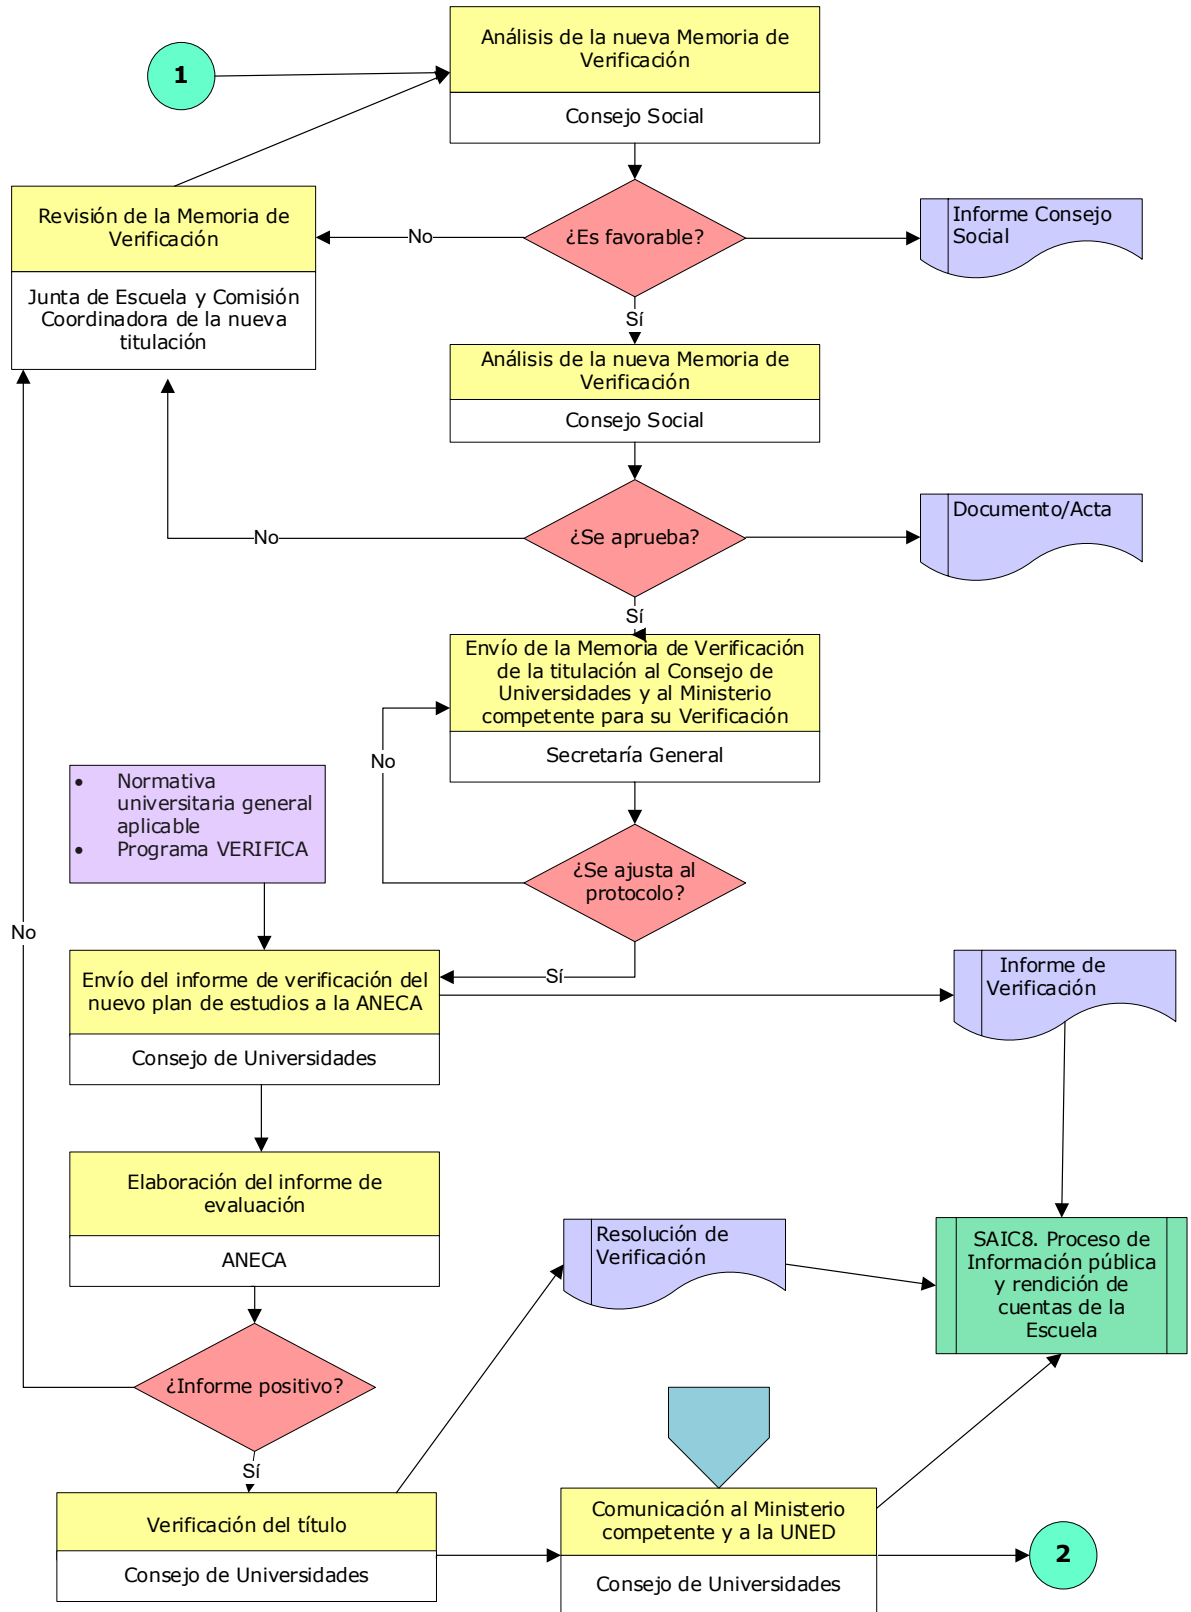 1
Análisis de la nueva Memoria de
Verificación
Consejo Social
Revisión de la Memoria de
Verificación
Junta de Escuela y Comisión
Coordinadora de la nueva
titulación
No
¿Es favorable?
Informe Consejo
Social
Sí
Análisis de la nueva Memoria de
Verificación
Consejo Social
No
¿Se aprueba?
Documento/Acta
Sí
Envío de la Memoria de Verificación
de la titulación al Consejo de
Universidades y al Ministerio
competente para su Verificación
Secretaría General
No
¿Se ajusta al
protocolo?
• Normativa
universitaria general
aplicable
• Programa VERIFICA
No
Sí
Envío del informe de verificación del
nuevo plan de estudios a la ANECA
Consejo de Universidades
Informe de
Verificación
Elaboración del informe de
evaluación
ANECA
Resolución de
Verificación
SAIC8. Proceso de
Información pública
y rendición de
cuentas de la
Escuela
¿Informe positivo?
Sí
Verificación del título
Consejo de Universidades
Comunicación al Ministerio
competente y a la UNED
Consejo de Universidades
2